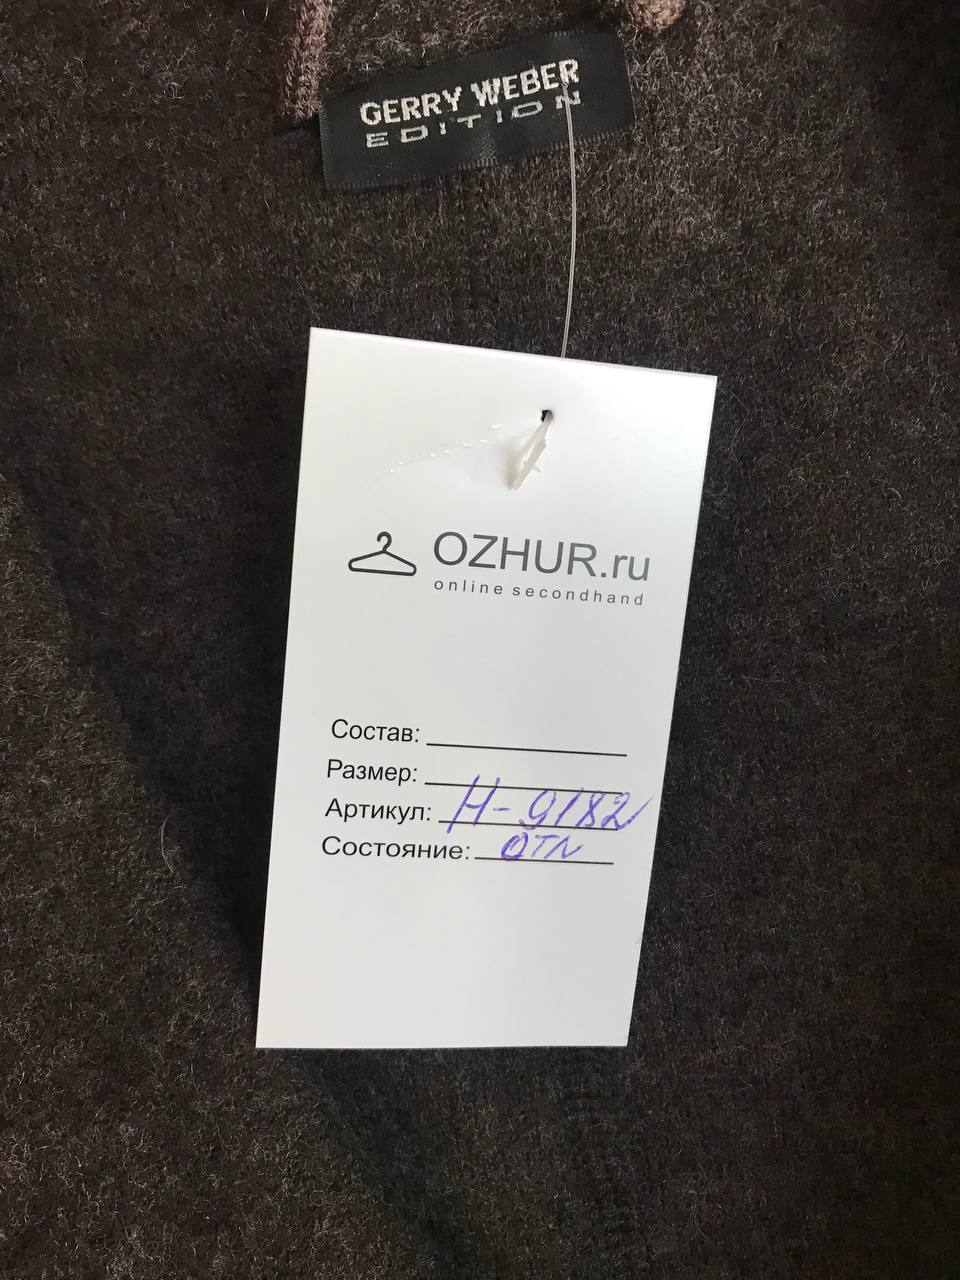 GERRY WEBER
EDITION
OZHUR.ru
online secondhand
Состав:
Размер:
Артикул: Н-9182
Состояние: отл